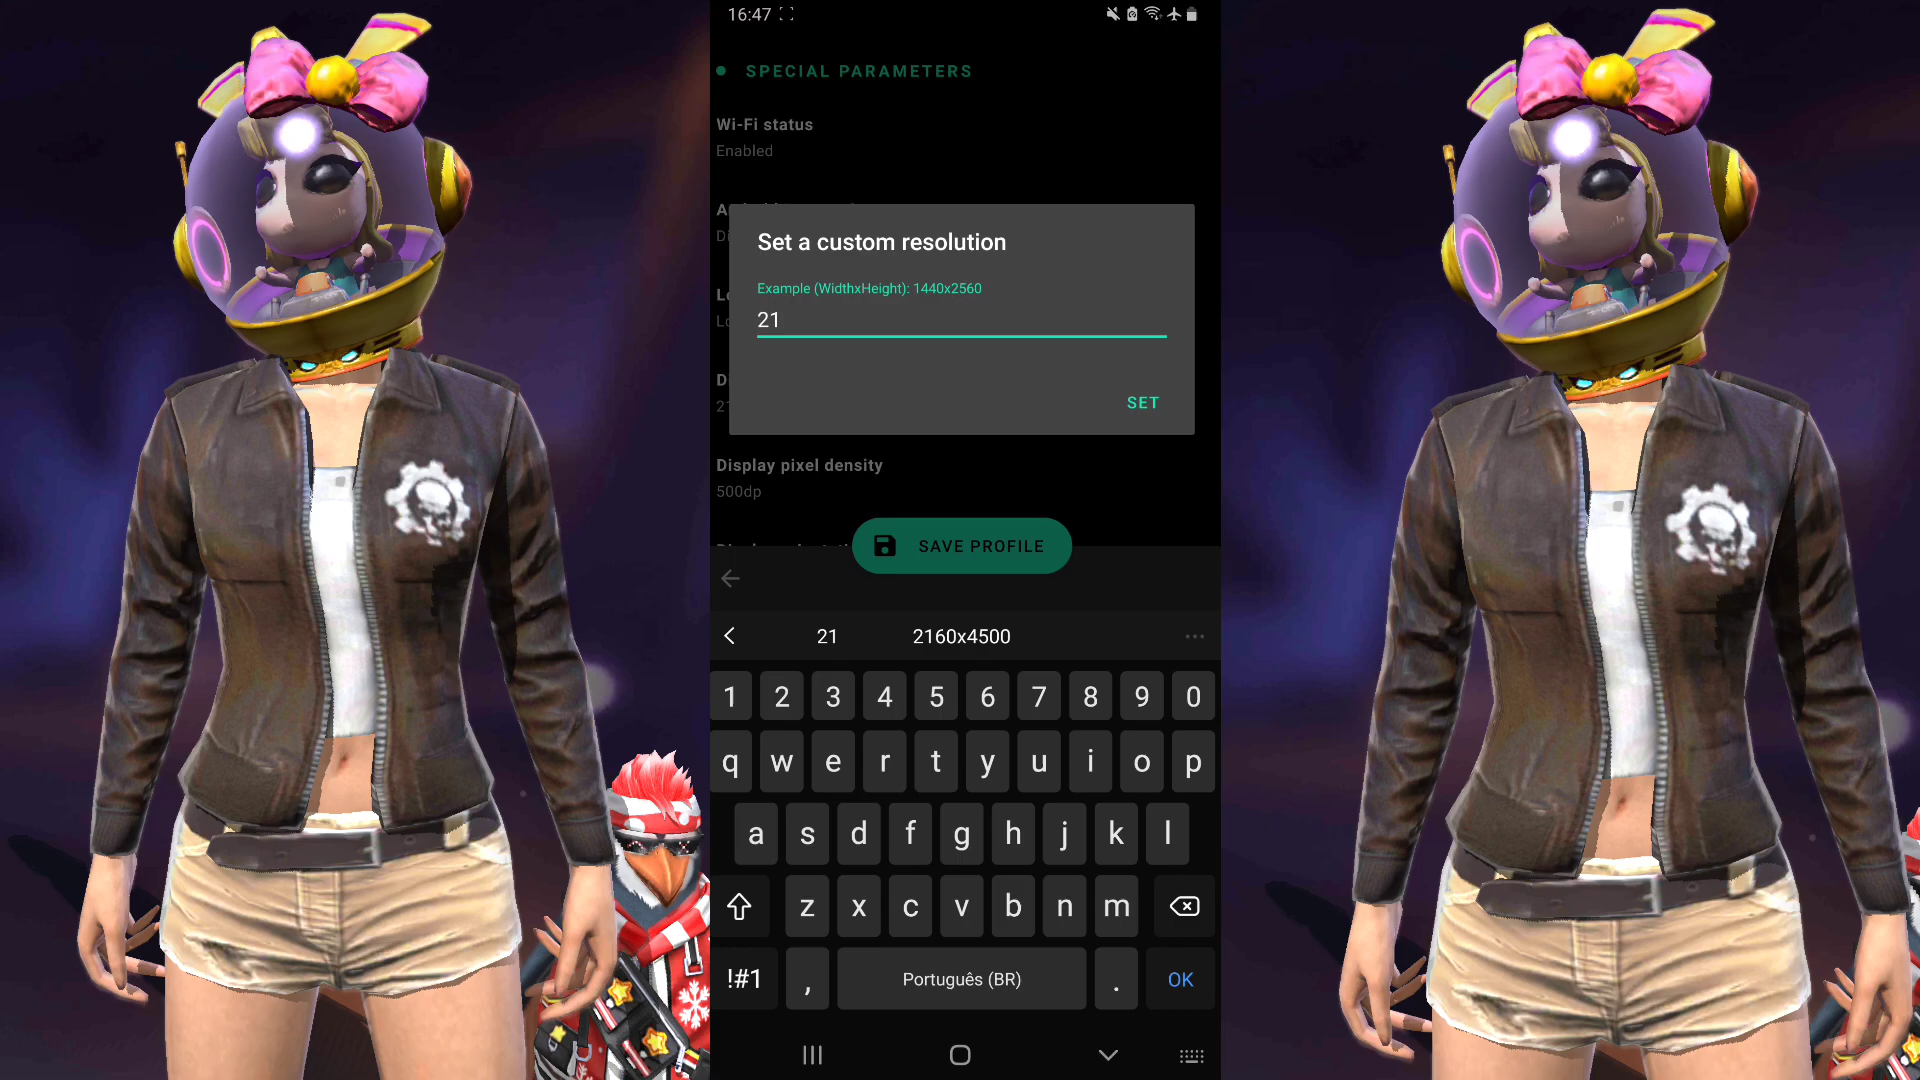 16:47
SPECIAL PARAMETERS
Wi-Fi status
Enabled
Set a custom resolution
Example (WidthxHeight): 1440x2560
21
SET
Display pixel density
500dp
SAVE PROFILE
21 2160x4500
1 2 3 4 5 6 7 8 9 0
q w e r t y u i o p
a s d f g h j k l
z x c v b n m
!#1 , Português (BR) . OK